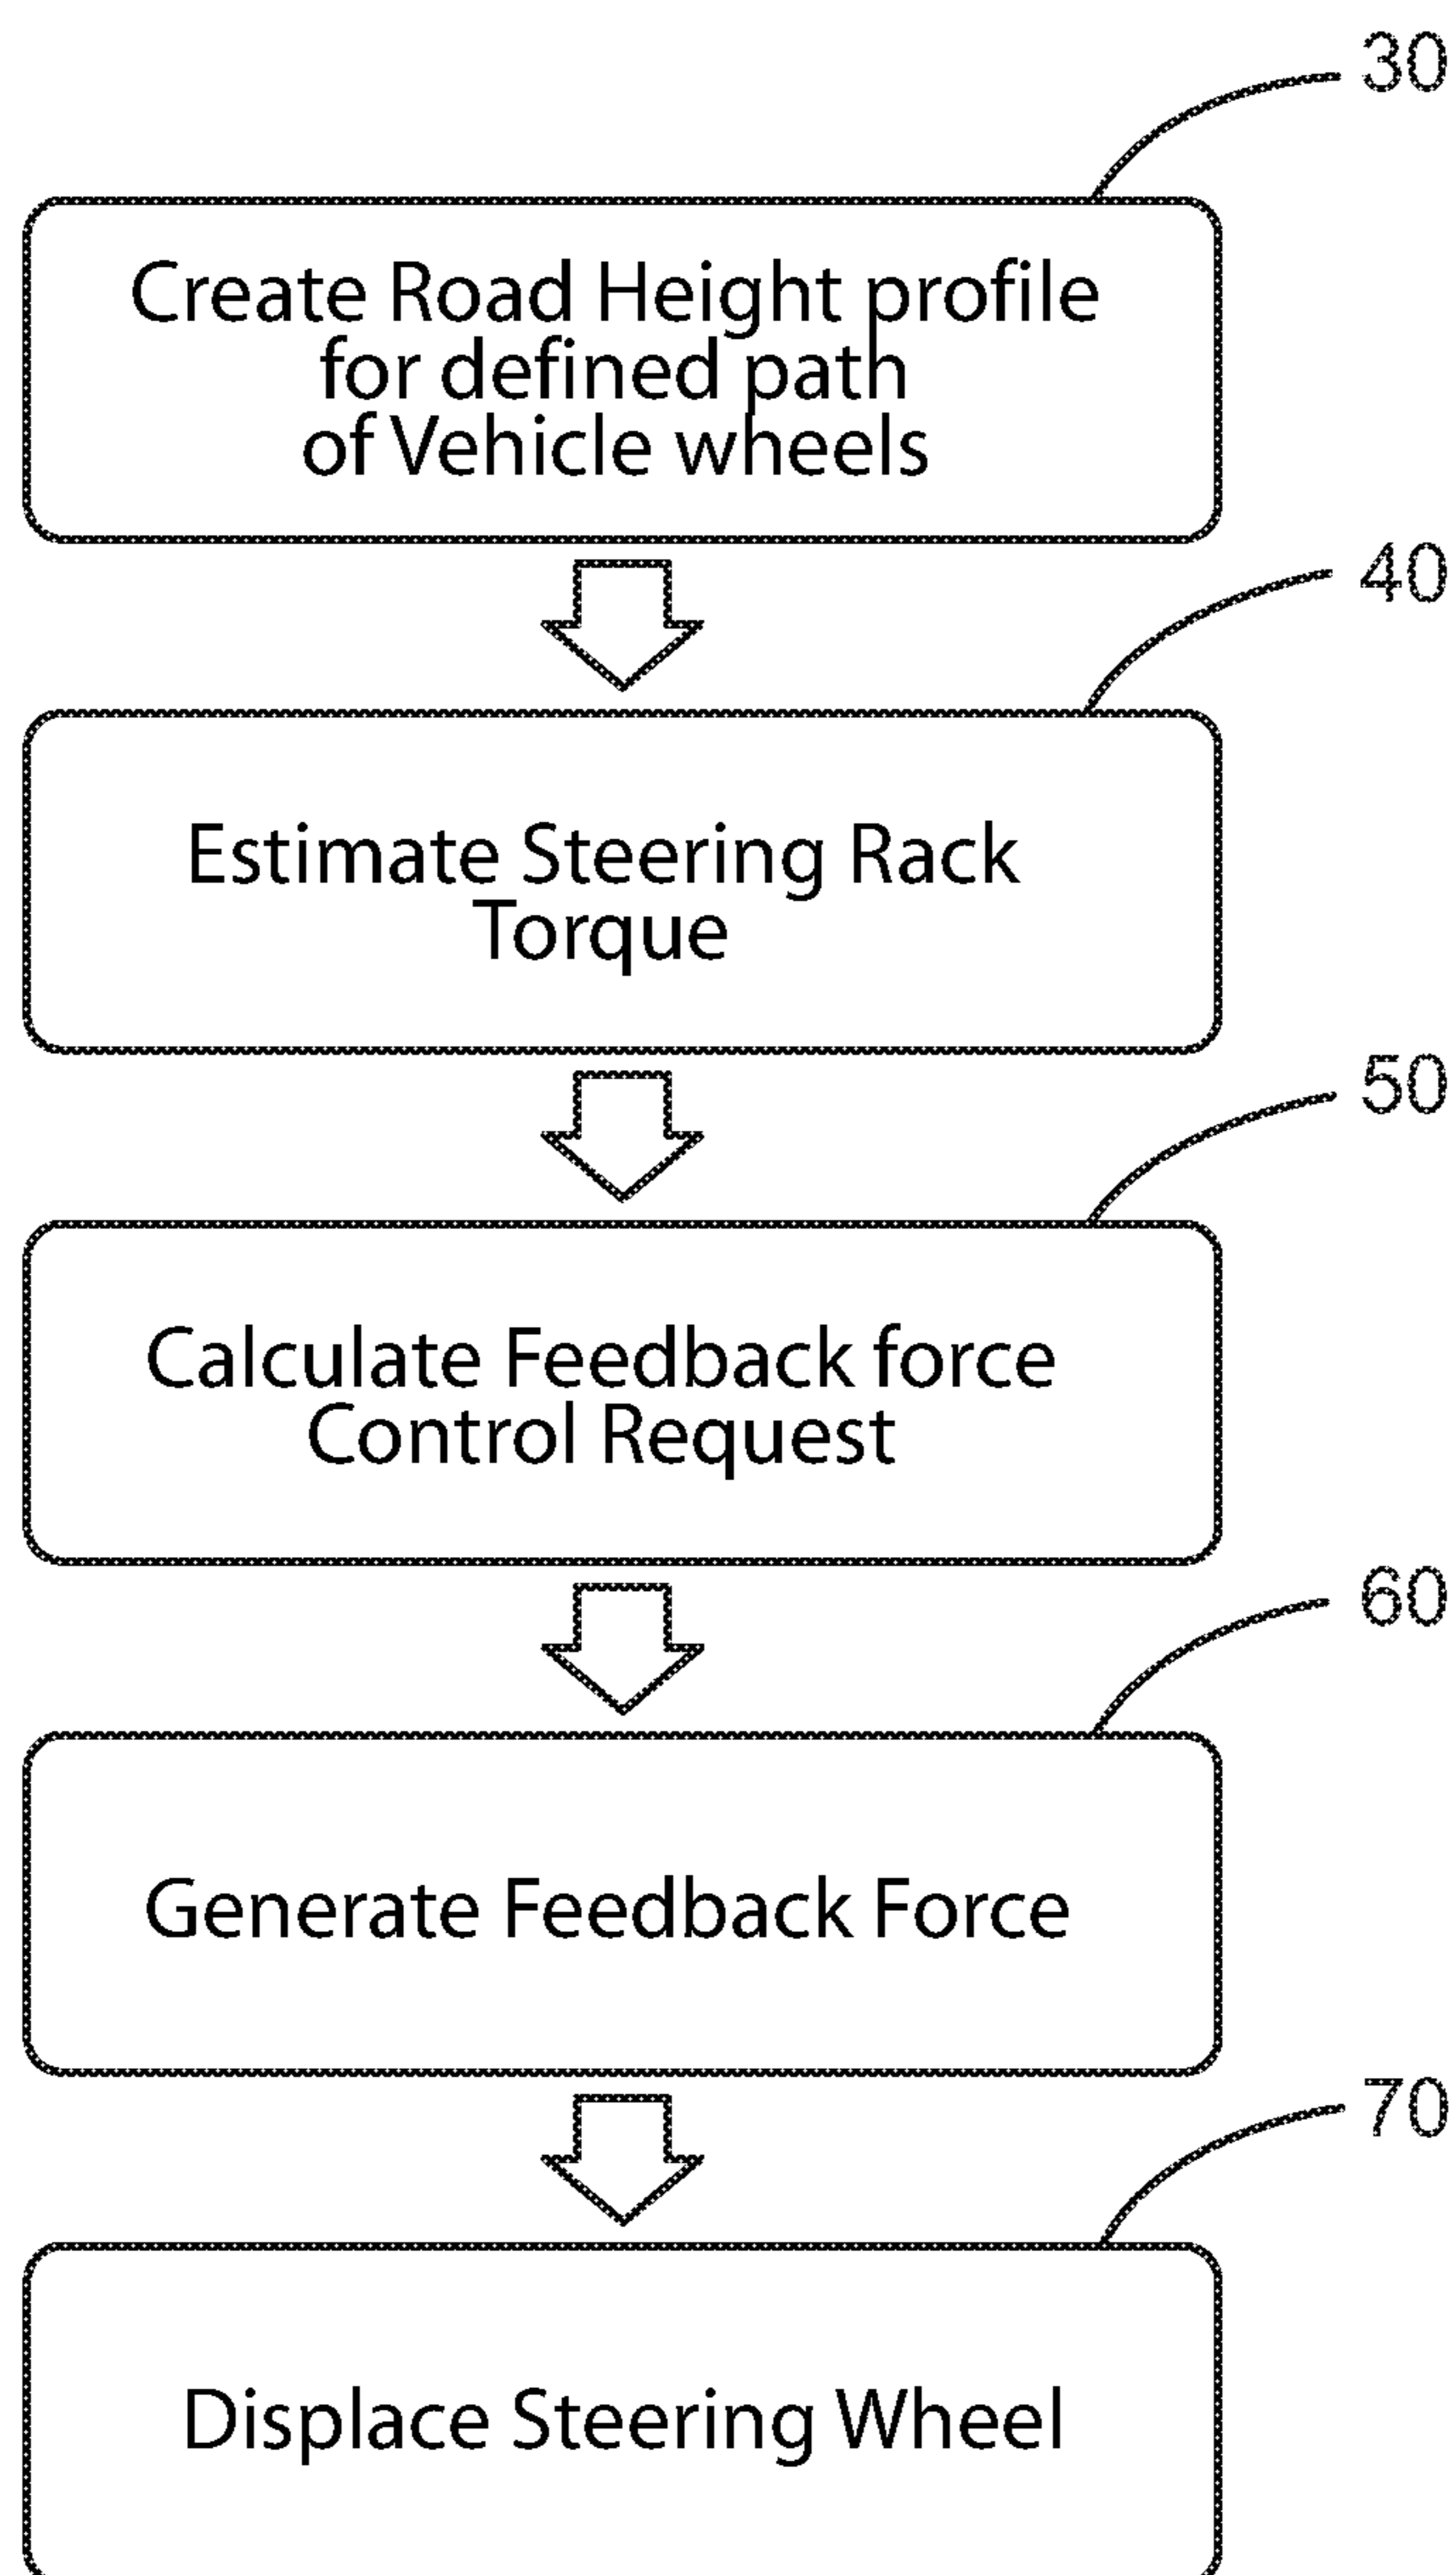 30
Create Road Height profile
for defined path
of Vehicle wheels
40
Estimate Steering Rack
Torque
50
Calculate Feedback force
Control Request
60
Generate Feedback Force
70
Displace Steering Wheel